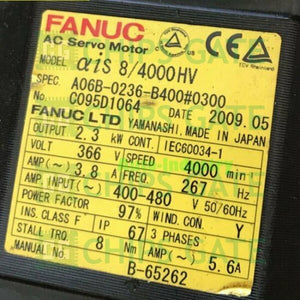 FANUC
AC Servo Motor
MODEL αiS 8/4000HV
SPEC. A06B-0236-B400#0300
NO. C095D1064 DATE 2009.05
FANUC LTD YAMANASHI, MADE IN JAPAN
OUTPUT 2.3 kW CONT. IEC60034-1
VOLT(~) 366 V SPEED 4000 min-1
AMP(~) 3.8 A FREQ 267 Hz
AMP.INPUT(~) 400-480 V 50/60Hz
POWER FACTOR 97% WINDING CON. Y
INS.CLASS F IP 67 3 PHASES
STALL TRQ 8 Nm AMP(~) 5.6A
MANUAL NO. B-65262